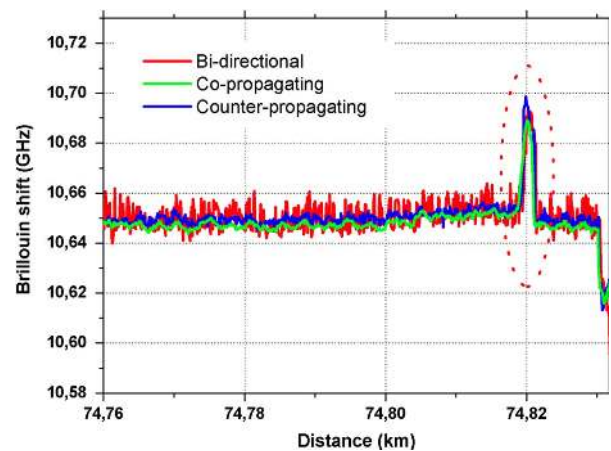 10,72
10,70
10,68
10,66
10,64
10,62
10,60
10,58
Brillouin shift (GHz)
Bi-directional
Co-propagating
Counter-propagating
74,76
74,78
74,80
74,82
Distance (km)